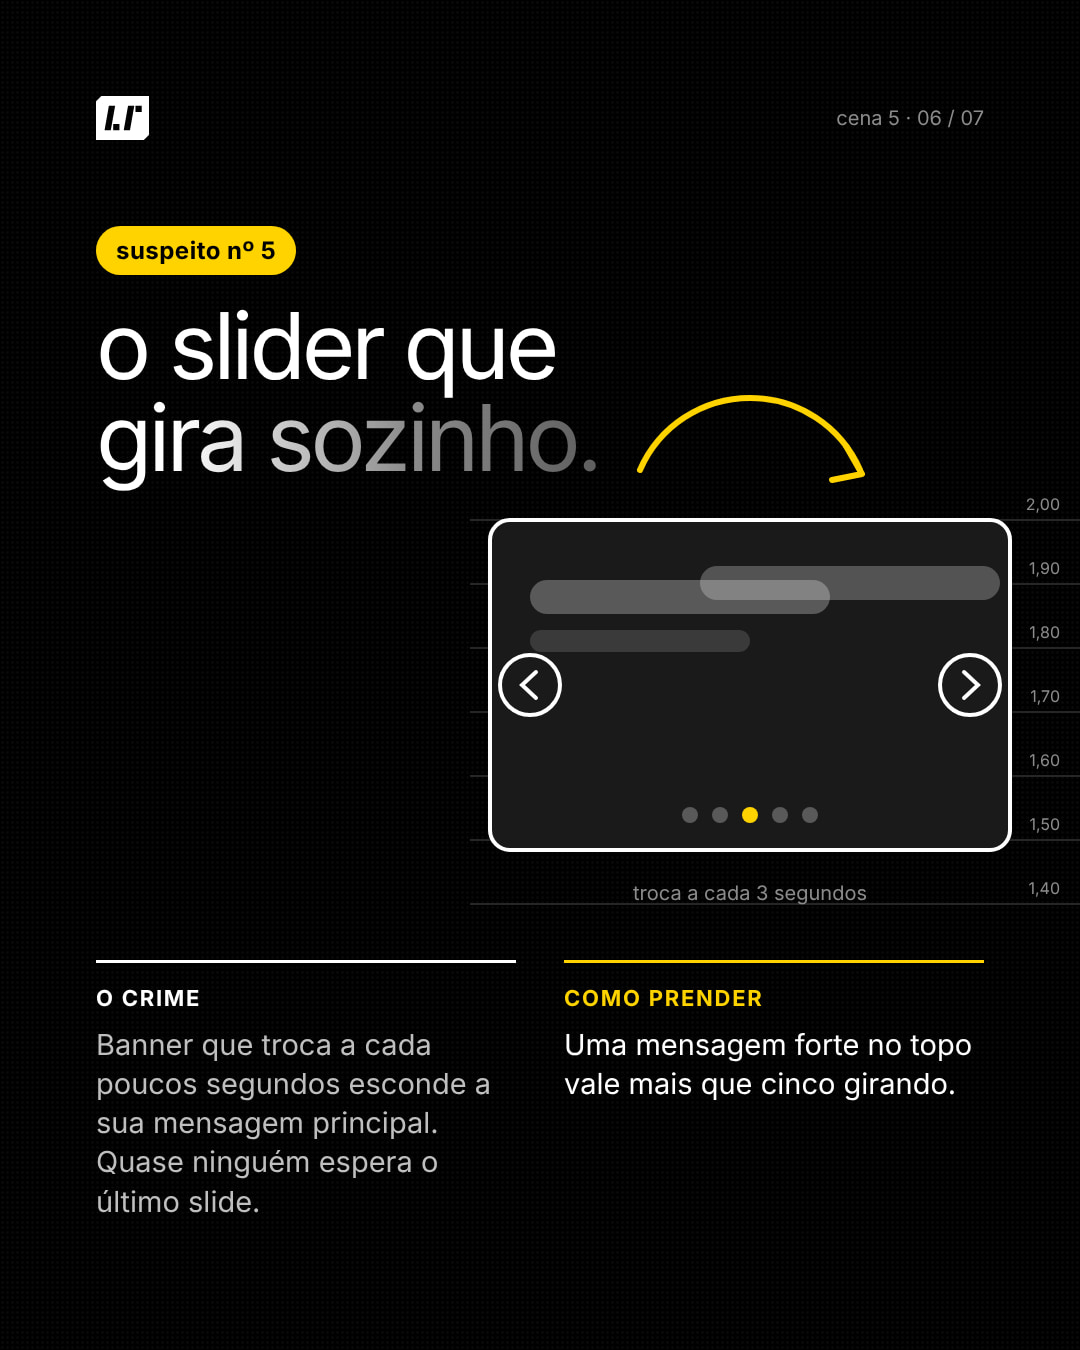 LR
cena 5 · 06 / 07
suspeito nº 5
o slider que
gira sozinho.
2,00
1,90
1,80
1,70
1,60
1,50
1,40
troca a cada 3 segundos
O CRIME
Banner que troca a cada
poucos segundos esconde a
sua mensagem principal.
Quase ninguém espera o
último slide.
COMO PRENDER
Uma mensagem forte no topo
vale mais que cinco girando.